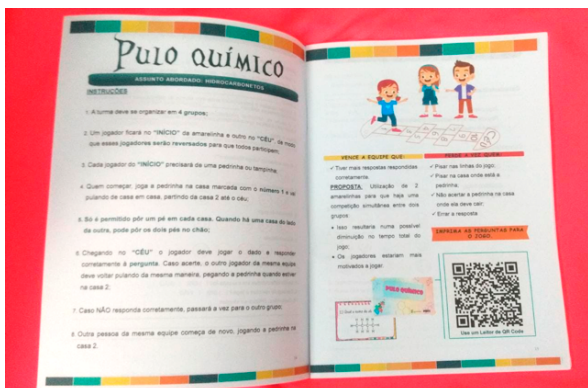 PULO QUÍMICO
ASSUNTO ABORDADO: HIDROCARBONETOS
INSTRUÇÕES
1. A turma deve se organizar em 4 grupos;
2. Um jogador ficará no "INÍCIO" da amarelinha e outro no "CÉU", de modo
que esses jogadores serão reversados para que todos participem;
3. Cada jogador do "INÍCIO" precisará de uma pedrinha ou tampinha.
4. Quem começar, joga a pedrinha na casa marcada com o número 1 e vai
pulando de casa em casa, partindo da casa 2 até o céu;
5. Só é permitido pôr um pé em cada casa. Quando há uma casa do lado
da outra, pode pôr os dois pés no chão;
6. Chegando no "CÉU" o jogador deve jogar o dado e responder
corretamente à pergunta. Caso acerte, o outro jogador da mesma equipe
deve voltar pulando da mesma maneira, pegando a pedrinha quando estiver
na casa 2.
7. Caso NÃO responda corretamente, passará a vez para o outro grupo.
8. Outra pessoa da mesma equipe começa de novo, jogando a pedrinha na
casa 2.
VENCE A EQUIPE QUE:
✓ Tiver mais respostas respondidas
corretamente.
PROPOSTA: Utilização de 2
amarelinhas para que haja uma
competição simultânea entre dois
grupos
• Isso resultaria numa possível
diminuição no tempo total do
jogo;
• Os jogadores estariam mais
motivados a jogar.
PERDE A VEZ QUEM:
✓ Pisar nas linhas do jogo;
✓ Pisar na casa onde está a
pedrinha;
✓ Não acertar a pedrinha na casa
onde ela deve cair;
✓ Errar a resposta.
IMPRIMA AS PERGUNTAS PARA
O JOGO:
PULO QUÍMICO
Use um Leitor de QR Code